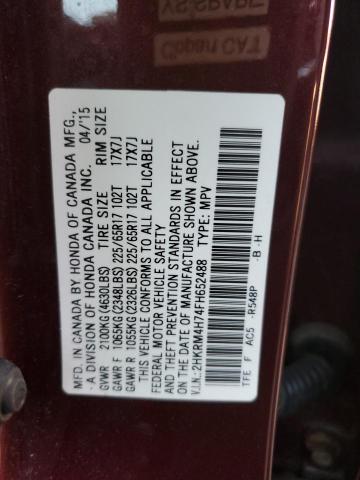 MFD. IN CANADA BY HONDA OF CANADA MFG.,
A DIVISION OF HONDA CANADA INC. 04/'15
GVWR 2100KG(4630LBS) TIRE SIZE RIM SIZE
GAWR F 1065KG(2348LBS) 225/65R17 102T 17X7J
GAWR R 1055KG(2326LBS) 225/65R17 102T 17X7J
THIS VEHICLE CONFORMS TO ALL APPLICABLE
FEDERAL MOTOR VEHICLE SAFETY
AND THEFT PREVENTION STANDARDS IN EFFECT
ON THE DATE OF MANUFACTURE SHOWN ABOVE.
V.I.N.: 2HKRM4H74FH652488 TYPE: MPV
TFE F AC5 -R548P -B -H